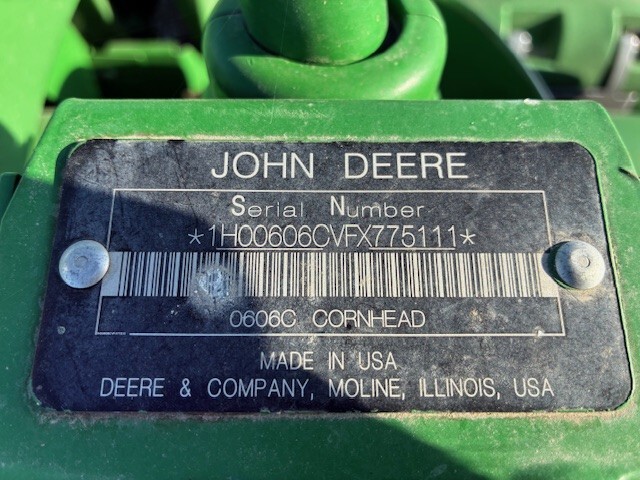 JOHN DEERE
Serial Number
*1H00606CVFX775111*
0606C CORNHEAD
MADE IN USA
DEERE & COMPANY, MOLINE, ILLINOIS, USA